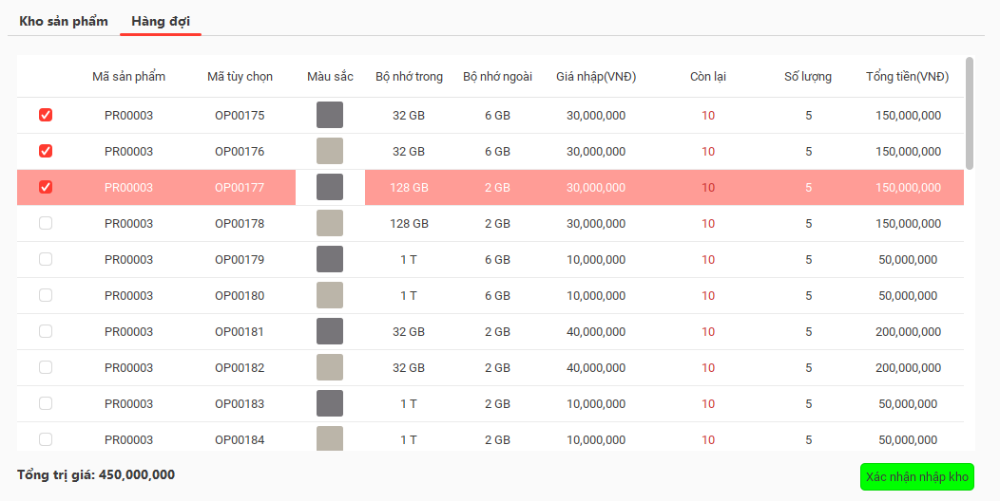 Kho sản phẩm Hàng đợi
Mã sản phẩm Mã tùy chọn Màu sắc Bộ nhớ trong Bộ nhớ ngoài Giá nhập(VNĐ) Còn lại Số lượng Tổng tiền(VNĐ)
PR00003 OP00175 32 GB 6 GB 30,000,000 10 5 150,000,000
PR00003 OP00176 32 GB 6 GB 30,000,000 10 5 150,000,000
PR00003 OP00177 128 GB 2 GB 30,000,000 10 5 150,000,000
PR00003 OP00178 128 GB 2 GB 30,000,000 10 5 150,000,000
PR00003 OP00179 1 T 6 GB 10,000,000 10 5 50,000,000
PR00003 OP00180 1 T 6 GB 10,000,000 10 5 50,000,000
PR00003 OP00181 32 GB 2 GB 40,000,000 10 5 200,000,000
PR00003 OP00182 32 GB 2 GB 40,000,000 10 5 200,000,000
PR00003 OP00183 1 T 2 GB 10,000,000 10 5 50,000,000
PR00003 OP00184 1 T 2 GB 10,000,000 10 5 50,000,000
Tổng trị giá: 450,000,000 Xác nhận nhập kho